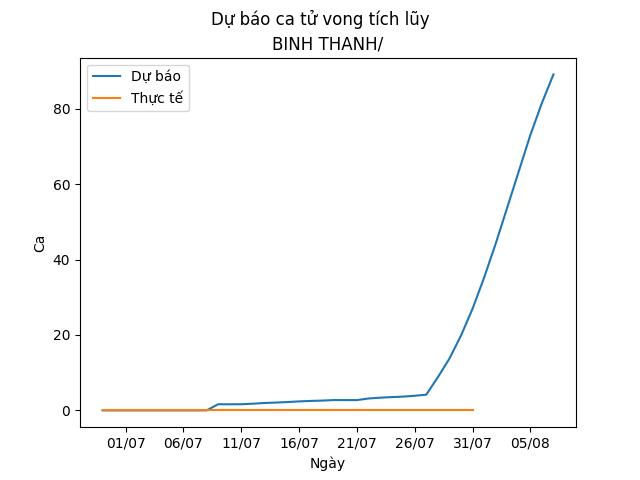 Dự báo ca tử vong tích lũy
BINH THANH/
Dự báo
Thực tế
Ca
80
60
40
20
0
01/07 06/07 11/07 16/07 21/07 26/07 31/07 05/08
Ngày